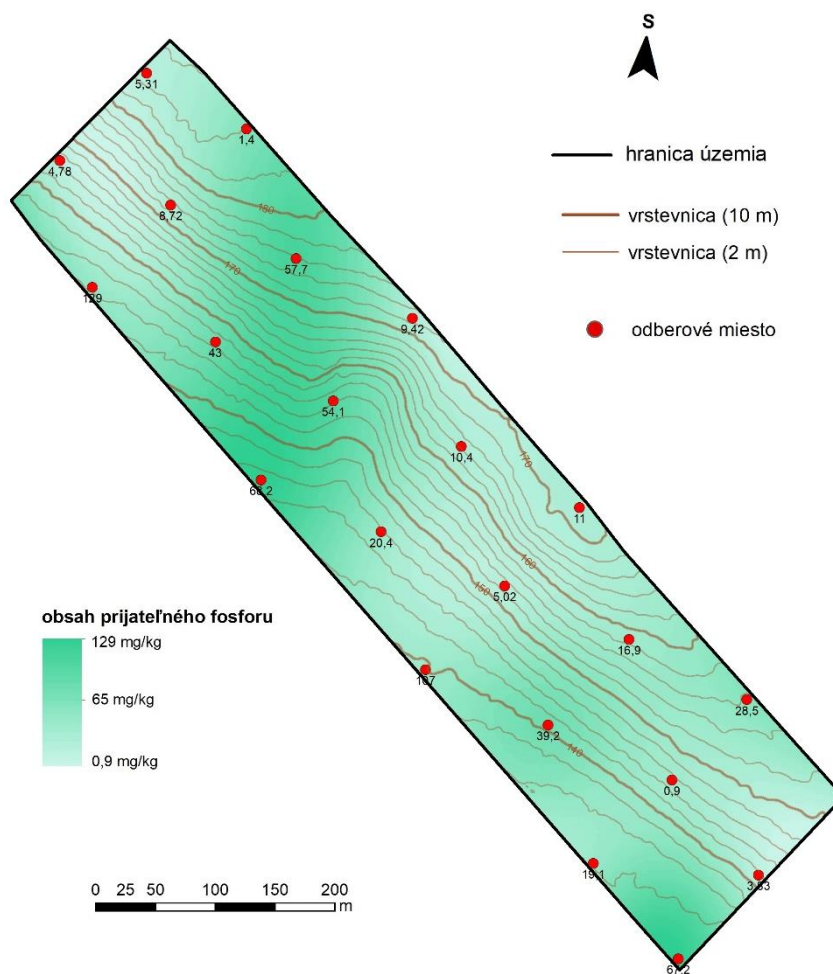 S
5,31
1,4
hranica územia
4,78
8,72
180
vrstevnica (10 m)
vrstevnica (2 m)
57,7
170
129
9,42
odberové miesto
43
54,1
10,4
170
68,2
11
20,4
160
150
5,02
obsah prijateľného fosforu
129 mg/kg
16,9
107
65 mg/kg
28,5
39,2
140
0,9 mg/kg
0,9
19,1
3,83
0 25 50 100 150 200
m
67,2